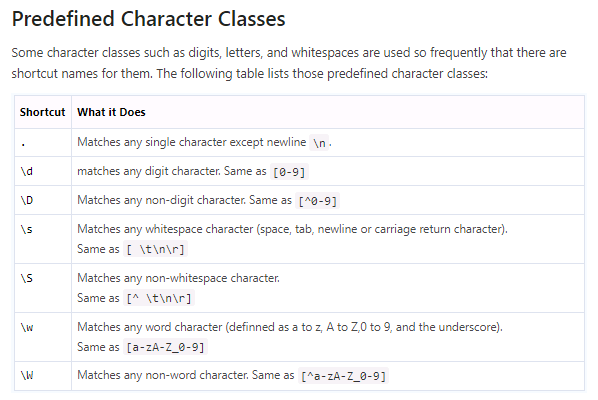 Predefined Character Classes
Some character classes such as digits, letters, and whitespaces are used so frequently that there are
shortcut names for them. The following table lists those predefined character classes:
Shortcut What it Does
. Matches any single character except newline \n.
\d matches any digit character. Same as [0-9]
\D Matches any non-digit character. Same as [^0-9]
\s Matches any whitespace character (space, tab, newline or carriage return character).
Same as [ \t\n\r]
\S Matches any non-whitespace character.
Same as [^ \t\n\r]
\w Matches any word character (definned as a to z, A to Z,0 to 9, and the underscore).
Same as [a-zA-Z_0-9]
\W Matches any non-word character. Same as [^a-zA-Z_0-9]